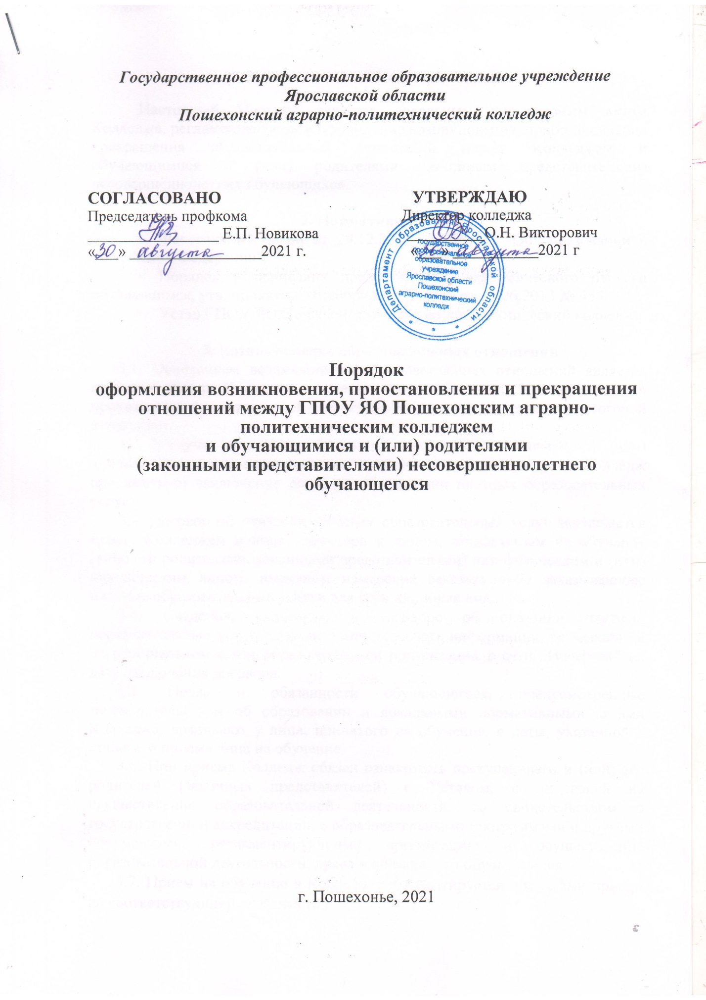 Государственное профессиональное образовательное учреждение
Ярославской области
Пошехонский аграрно-политехнический колледж
СОГЛАСОВАНО
Председатель профкома
Е.П. Новикова
«30» августа 2021 г.
УТВЕРЖДАЮ
Директор колледжа
О.Н. Викторович
«30» августа 2021 г
Департамент образования Ярославской области
государственное
профессиональное
образовательное
учреждение
Ярославской области
Пошехонский
аграрно-политехнический
колледж
Порядок
оформления возникновения, приостановления и прекращения
отношений между ГПОУ ЯО Пошехонским аграрно-
политехническим колледжем
и обучающимися и (или) родителями
(законными представителями) несовершеннолетнего
обучающегося
г. Пошехонье, 2021